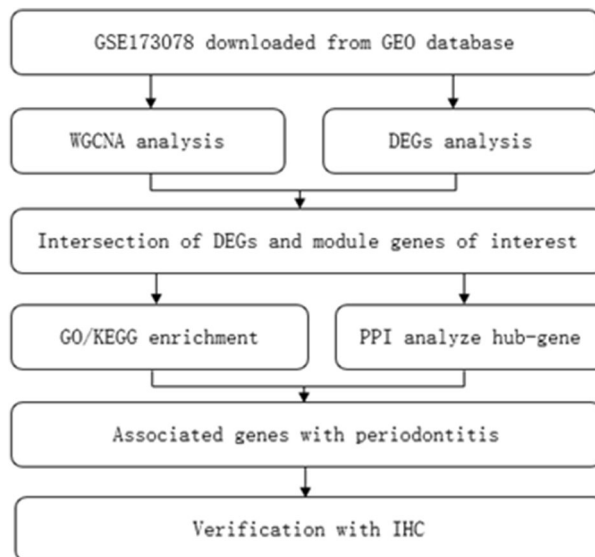 GSE173078 downloaded from GEO database
WGCNA analysis
DEGs analysis
Intersection of DEGs and module genes of interest
GO/KEGG enrichment
PPI analyze hub-gene
Associated genes with periodontitis
Verification with IHC